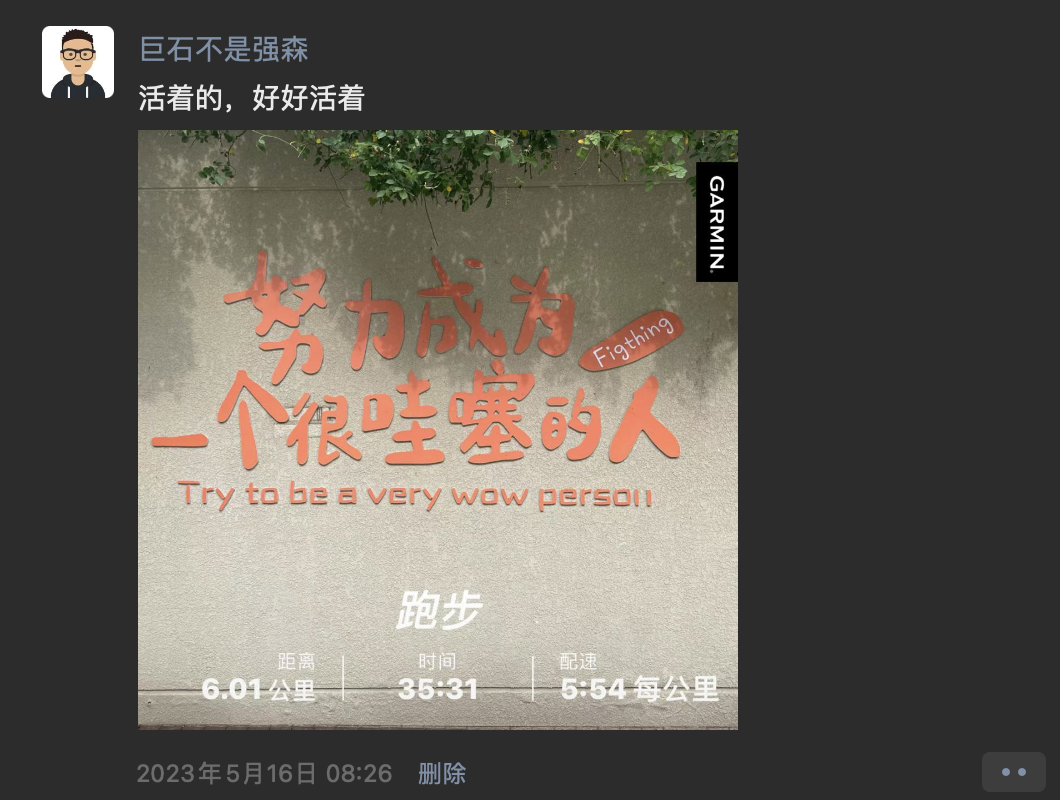 巨石不是强森
活着的，好好活着
GARMIN
努力成为
Figthing
一个很哇噻的人
Try to be a very wow person
跑步
距离 时间 配速
6.01 公里 35:31 5:54 每公里
2023年5月16日 08:26 删除